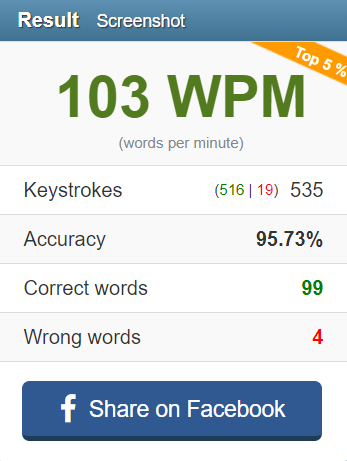 Result Screenshot
Top 5 %
103 WPM
(words per minute)
Keystrokes (516 | 19) 535
Accuracy 95.73%
Correct words 99
Wrong words 4
f Share on Facebook